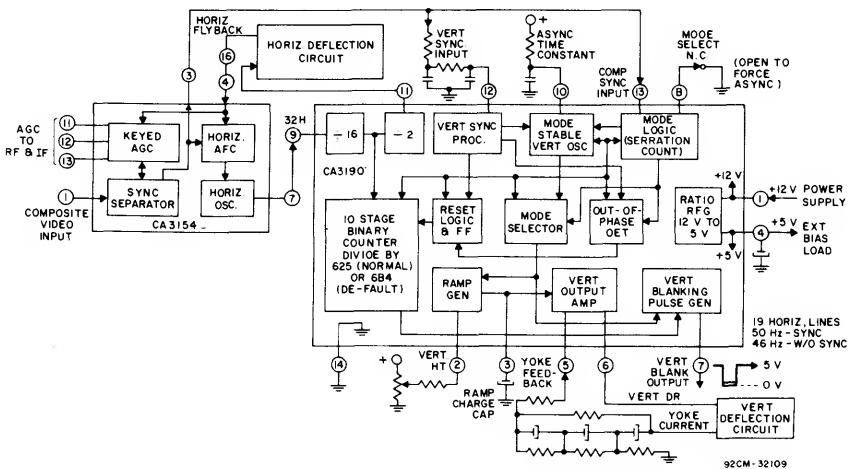 HORIZ
FLYBACK
HORIZ DEFLECTION
CIRCUIT
VERT
SYNC
INPUT
+
ASYNC
TIME
CONSTANT
COMP
SYNC
INPUT
MODE
SELECT
N.C.
(OPEN TO
FORCE
ASYNC)
16
3
4
11
12
10
13
8
AGC
TO
RF & IF
11
12
13
KEYED
AGC
HORIZ.
AFC
SYNC
SEPARATOR
HORIZ
OSC.
1
COMPOSITE
VIDEO
INPUT
CA3154
7
32H
9
÷16
÷2
CA3190
VERT SYNC
PROC.
MODE
STABLE
VERT OSC
MODE LOGIC
(SERRATION
COUNT)
10 STAGE
BINARY
COUNTER
DIVIDE BY
625 (NORMAL)
OR 684
(DE-FAULT)
RESET
LOGIC
& FF
MODE
SELECTOR
OUT-OF-
PHASE
DET
RATIO
RFG
12 V TO
5 V
+12V
1
+12V POWER
SUPPLY
+5V
4
+5 V EXT
BIAS
LOAD
RAMP
GEN
VERT
OUTPUT
AMP
VERT
BLANKING
PULSE GEN
19 HORIZ, LINES
50 Hz-SYNC
46 Hz-W/O SYNC
14
+
VERT
HT
2
3
RAMP
CHARGE
CAP
YOKE
FEED-
BACK
5
6
VERT DR
VERT
BLANK
OUTPUT
7
5 V
0 V
YOKE
CURRENT
VERT
DEFLECTION
CIRCUIT
92CM-32109